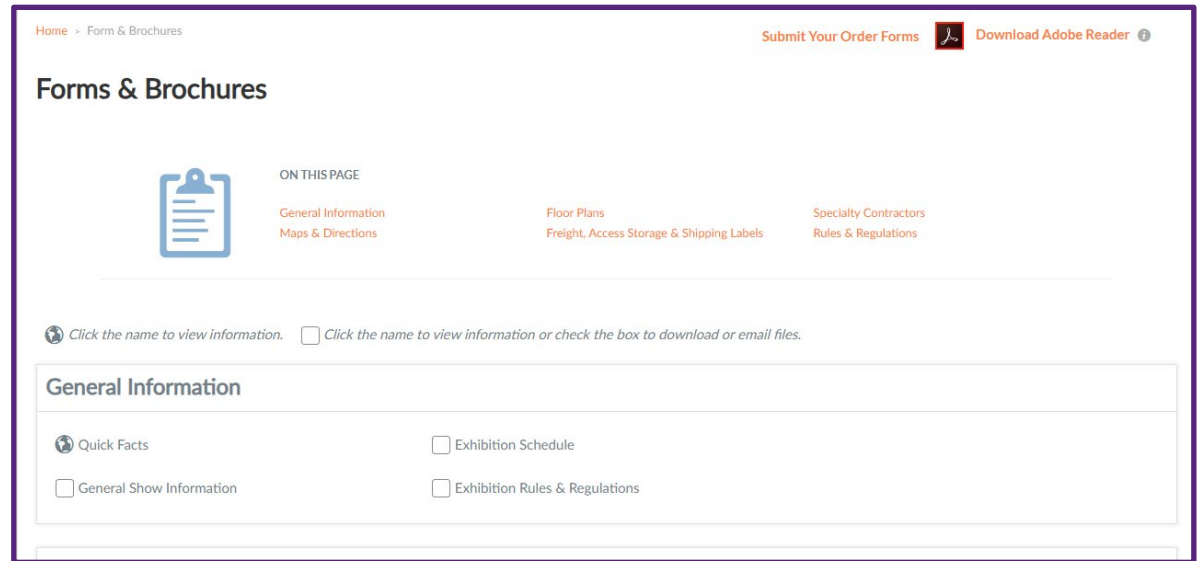 Home > Form & Brochures
Submit Your Order Forms Download Adobe Reader
Forms & Brochures
ON THIS PAGE
General Information Floor Plans Specialty Contractors
Maps & Directions Freight, Access Storage & Shipping Labels Rules & Regulations
Click the name to view information. Click the name to view information or check the box to download or email files.
General Information
Quick Facts Exhibition Schedule
General Show Information Exhibition Rules & Regulations